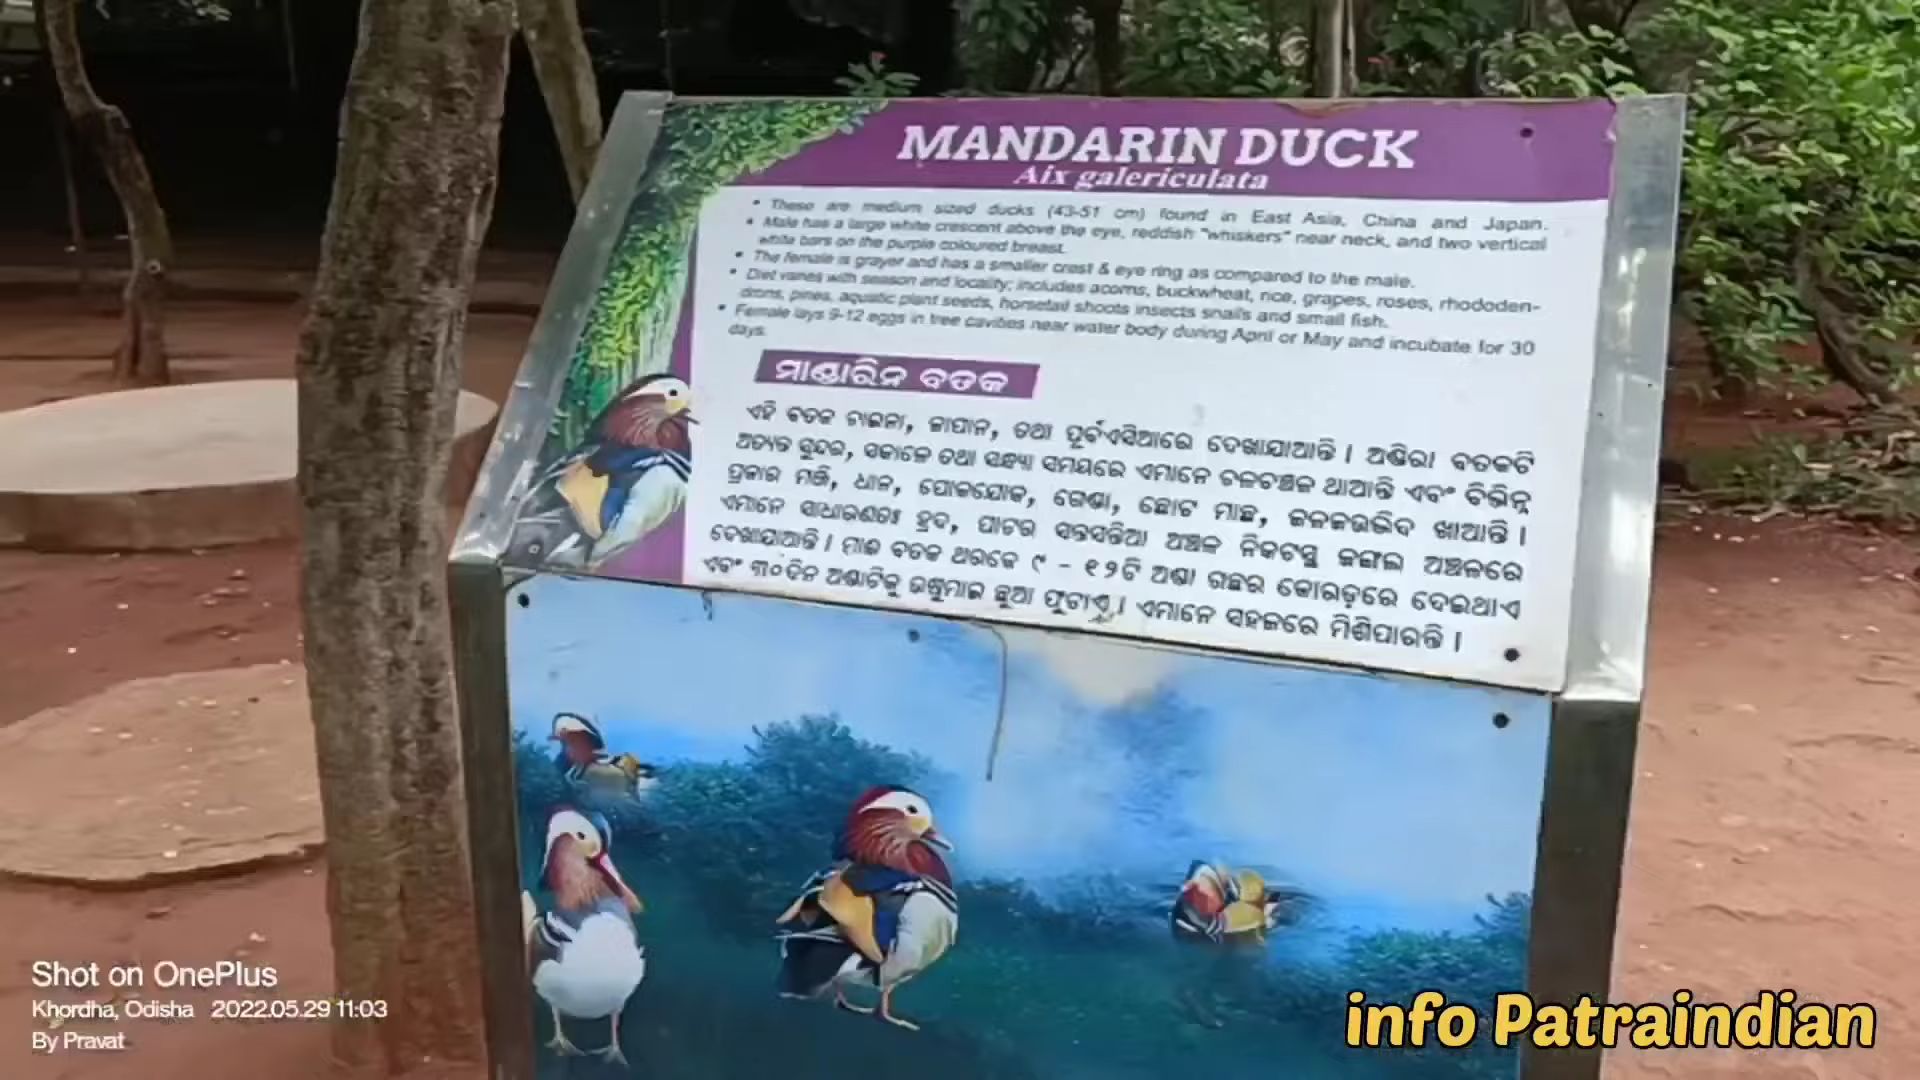 MANDARIN DUCK
Aix galericulata
• These are medium sized ducks (43-51 cm) found in East Asia, China and Japan.
• Male has a large white crescent above the eye, reddish "whiskers" near neck, and two vertical
white bars on the purple coloured breast.
• The female is grayer and has a smaller crest & eye ring as compared to the male.
• Diet varies with season and locality; includes acorns, buckwheat, rice, grapes, roses, rhododen-
drons, pines, aquatic plant seeds, horsetail shoots insects snails and small fish.
• Female lays 9-12 eggs in tree cavities near water body during April or May and incubate for 30
days.
ମାଣ୍ଡାରିନ ବତକ
ଏହି ବତକ ଚାଇନା, ଜାପାନ, ତଥା ପୂର୍ବଏସିଆରେ ଦେଖାଯାଆନ୍ତି । ଅଣ୍ଡିରା ବତକଟି
ଅତ୍ୟନ୍ତ ସୁନ୍ଦର, ସକାଳେ ତଥା ସନ୍ଧ୍ୟା ସମୟରେ ଏମାନେ ଚଳଚଞ୍ଚଳ ଥାଆନ୍ତି ଏବଂ ବିଭିନ୍ନ
ପ୍ରକାର ମଞ୍ଜି, ଧାନ, ପୋକଯୋକ, ଗେଣ୍ଡା, ଛୋଟ ମାଛ, ଜଳଜଉଦ୍ଭିଦ ଖାଆନ୍ତି ।
ଏମାନେ ସାଧାରଣତଃ ହ୍ରଦ, ପାଟର ସନ୍ତସନ୍ତିଆ ଅଞ୍ଚଳ ନିକଟସ୍ଥ ଜଙ୍ଗଲ ଅଞ୍ଚଳରେ
ଦେଖାଯାଆନ୍ତି । ମାଈ ବତକ ଥରକେ ୯ - ୧୨ଟି ଅଣ୍ଡା ଗଛର କୋରଡ଼ରେ ଦେଇଥାଏ
ଏବଂ ୩୦ଦିନ ଅଣ୍ଡାଟିକୁ ଉଷୁମାଇ ଛୁଆ ଫୁଟାଏ । ଏମାନେ ସହଜରେ ମିଶିପାରନ୍ତି ।
Shot on OnePlus
Khordha, Odisha 2022.05.29 11:03
By Pravat
info Patraindian